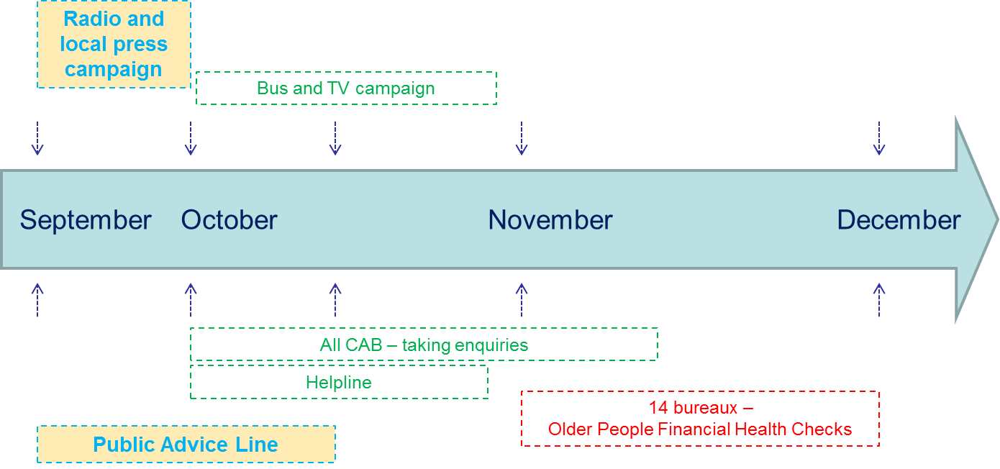 Radio and
local press
campaign
Bus and TV campaign
September
October
November
December
All CAB – taking enquiries
Helpline
14 bureaux –
Older People Financial Health Checks
Public Advice Line